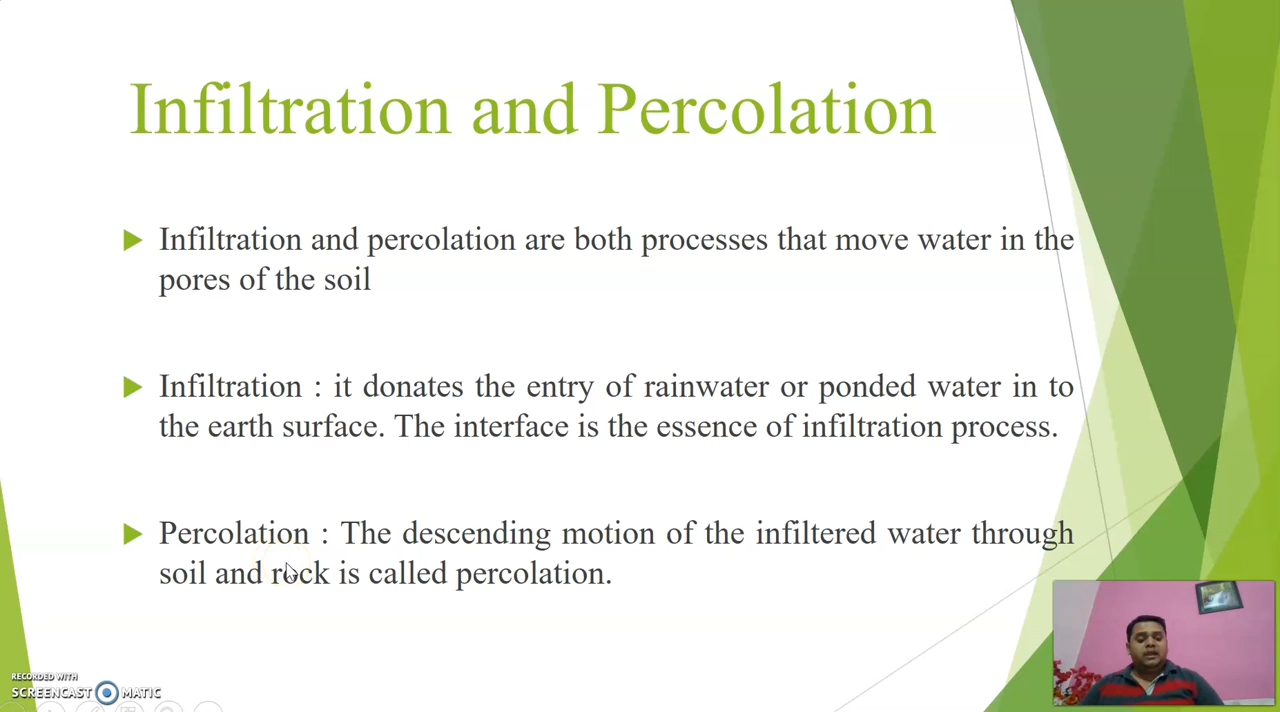 Infiltration and Percolation
Infiltration and percolation are both processes that move water in the
pores of the soil
Infiltration : it donates the entry of rainwater or ponded water in to
the earth surface. The interface is the essence of infiltration process.
Percolation : The descending motion of the infiltered water through
soil and rock is called percolation.
RECORDED WITH
SCREENCAST MATIC